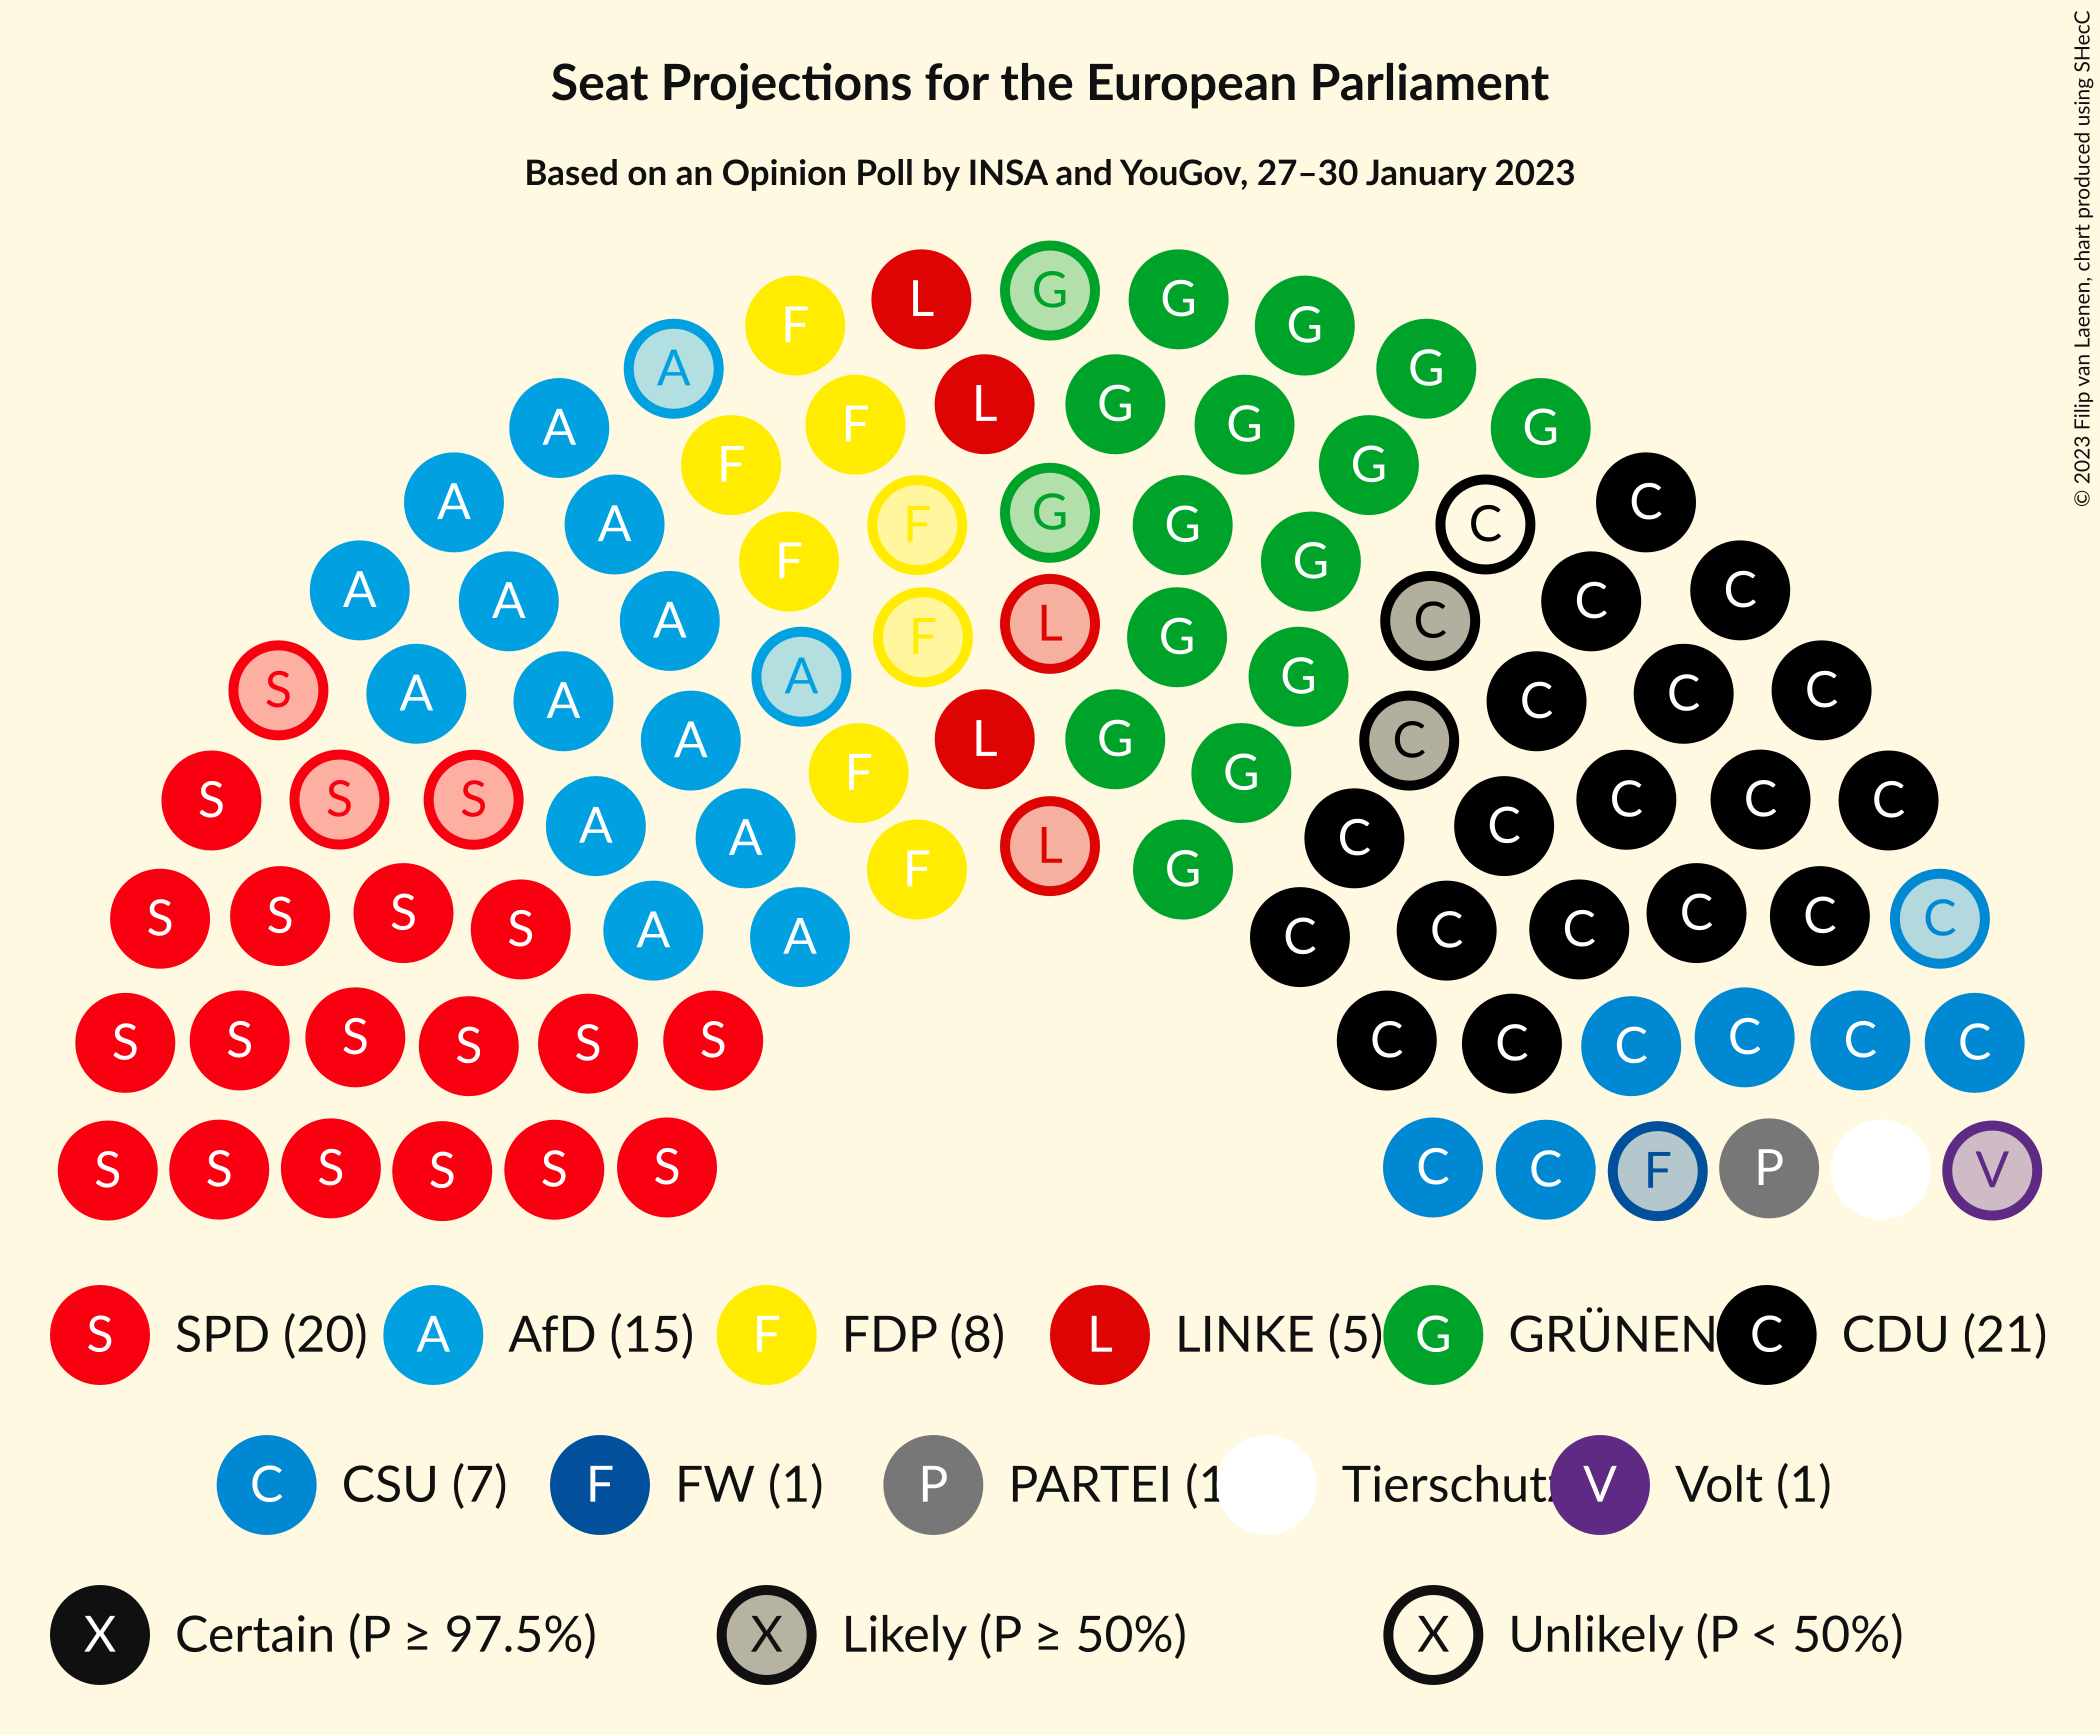 Seat Projections for the European Parliament
Based on an Opinion Poll by INSA and YouGov, 27–30 January 2023
© 2023 Filip van Laenen, chart produced using SHecC
L G G
F G
A F L G G G
A F G G
A A F F G G C C
A A F G C C
A A A F L G G C C C
S A A A L G C C C C
S S S A A F G C C C C C
S S S S A A F L G C C C C C C
S S S S S S C C C C C C
S S S S S S C C F P V
S SPD (20) A AfD (15) F FDP (8) L LINKE (5) G GRÜNEN C CDU (21)
C CSU (7) F FW (1) P PARTEI (1 Tierschutz V Volt (1)
X Certain (P ≥ 97.5%) X Likely (P ≥ 50%) X Unlikely (P < 50%)